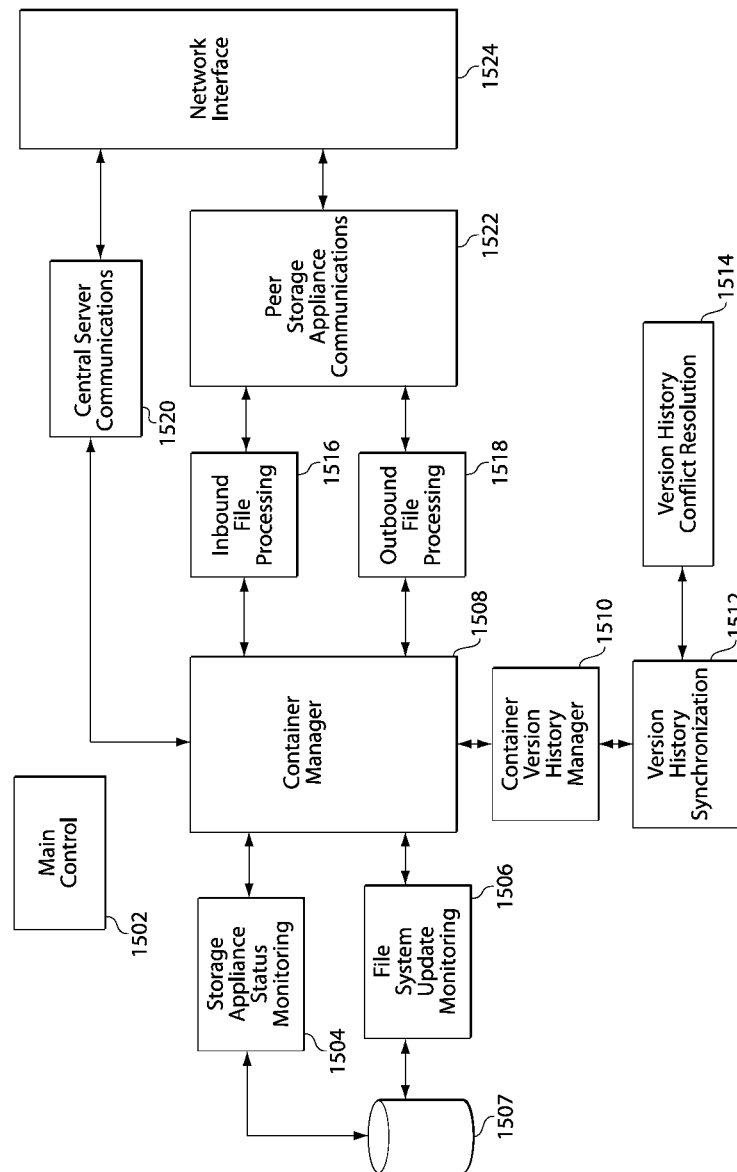 Main
Control
1502
Storage
Appliance
Status
Monitoring
1504
File
System
Update
Monitoring
1506
1507
Container
Manager
1508
Container
Version
History
Manager
1510
Version
History
Synchronization
1512
Version History
Conflict Resolution
1514
Inbound
File
Processing
1516
Outbound
File
Processing
1518
Central Server
Communications
1520
Peer
Storage
Appliance
Communications
1522
Network
Interface
1524